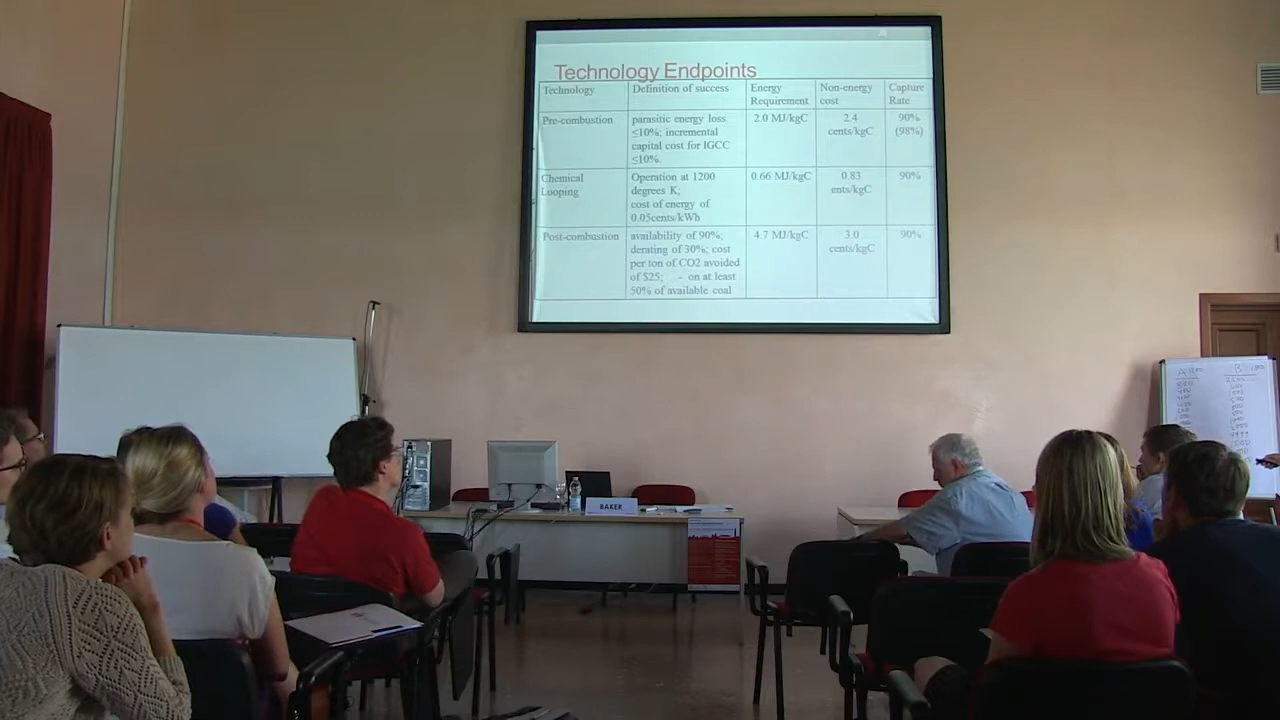 Technology Endpoints
Technology Definition of success Energy Requirement Non-energy cost Capture Rate
Pre-combustion parasitic energy loss 2.0 MJ/kgC 2.4 90%
≤10%; incremental cents/kgC (98%)
capital cost for IGCC
≤10%.
Chemical Operation at 1200 0.66 MJ/kgC 0.83 90%
Looping degrees K; ents/kgC
cost of energy of
0.05cents/kWh
Post-combustion availability of 90%; 4.7 MJ/kgC 3.0 90%
derating of 30%; cost cents/kgC
per ton of CO2 avoided
of $25; - on at least
50% of available coal
BAKER